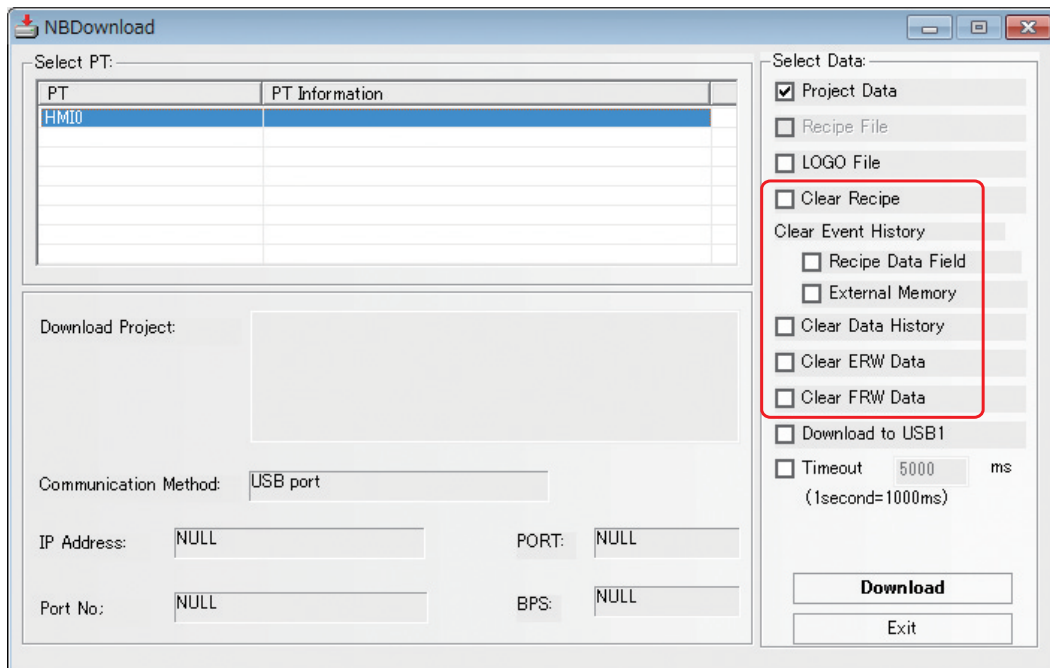 NBDownload
Select PT:
PT PT Information
HMI0
Download Project:
Communication Method: USB port
IP Address: NULL PORT: NULL
Port No; NULL BPS: NULL
Select Data:
Project Data
Recipe File
LOGO File
Clear Recipe
Clear Event History
Recipe Data Field
External Memory
Clear Data History
Clear ERW Data
Clear FRW Data
Download to USB1
Timeout 5000 ms
(1second=1000ms)
Download
Exit